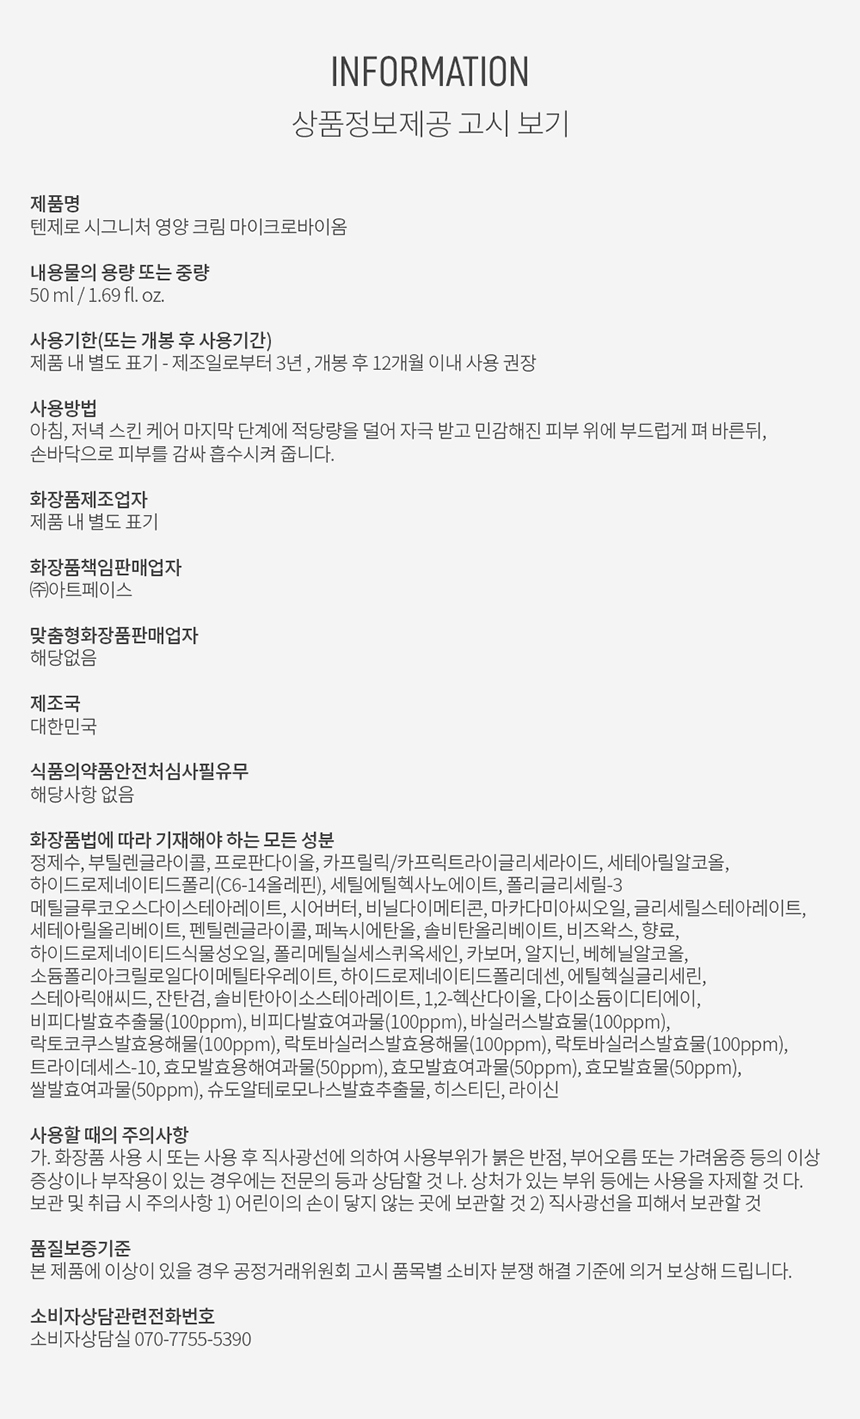 INFORMATION
상품정보제공 고시 보기
제품명
텐제로 시그니처 영양 크림 마이크로바이옴
내용물의 용량 또는 중량
50 ml / 1.69 fl. oz.
사용기한(또는 개봉 후 사용기간)
제품 내 별도 표기 - 제조일로부터 3년 , 개봉 후 12개월 이내 사용 권장
사용방법
아침, 저녁 스킨 케어 마지막 단계에 적당량을 덜어 자극 받고 민감해진 피부 위에 부드럽게 펴 바른뒤,
손바닥으로 피부를 감싸 흡수시켜 줍니다.
화장품제조업자
제품 내 별도 표기
화장품책임판매업자
㈜아트페이스
맞춤형화장품판매업자
해당없음
제조국
대한민국
식품의약품안전처심사필유무
해당사항 없음
화장품법에 따라 기재해야 하는 모든 성분
정제수, 부틸렌글라이콜, 프로판다이올, 카프릴릭/카프릭트라이글리세라이드, 세테아릴알코올,
하이드로제네이티드폴리(C6-14올레핀), 세틸에틸헥사노에이트, 폴리글리세릴-3
메틸글루코오스다이스테아레이트, 시어버터, 비닐다이메티콘, 마카다미아씨오일, 글리세릴스테아레이트,
세테아릴올리베이트, 펜틸렌글라이콜, 페녹시에탄올, 솔비탄올리베이트, 비즈왁스, 향료,
하이드로제네이티드식물성오일, 폴리메틸실세스퀴옥세인, 카보머, 알지닌, 베헤닐알코올,
소듐폴리아크릴로일다이메틸타우레이트, 하이드로제네이티드폴리데센, 에틸헥실글리세린,
스테아릭애씨드, 잔탄검, 솔비탄아이소스테아레이트, 1,2-헥산다이올, 다이소듐이디티에이,
비피다발효추출물(100ppm), 비피다발효여과물(100ppm), 바실러스발효물(100ppm),
락토코쿠스발효용해물(100ppm), 락토바실러스발효용해물(100ppm), 락토바실러스발효물(100ppm),
트라이데세스-10, 효모발효용해여과물(50ppm), 효모발효여과물(50ppm), 효모발효물(50ppm),
쌀발효여과물(50ppm), 슈도알테로모나스발효추출물, 히스티딘, 라이신
사용할 때의 주의사항
가. 화장품 사용 시 또는 사용 후 직사광선에 의하여 사용부위가 붉은 반점, 부어오름 또는 가려움증 등의 이상
증상이나 부작용이 있는 경우에는 전문의 등과 상담할 것 나. 상처가 있는 부위 등에는 사용을 자제할 것 다.
보관 및 취급 시 주의사항 1) 어린이의 손이 닿지 않는 곳에 보관할 것 2) 직사광선을 피해서 보관할 것
품질보증기준
본 제품에 이상이 있을 경우 공정거래위원회 고시 품목별 소비자 분쟁 해결 기준에 의거 보상해 드립니다.
소비자상담관련전화번호
소비자상담실 070-7755-5390